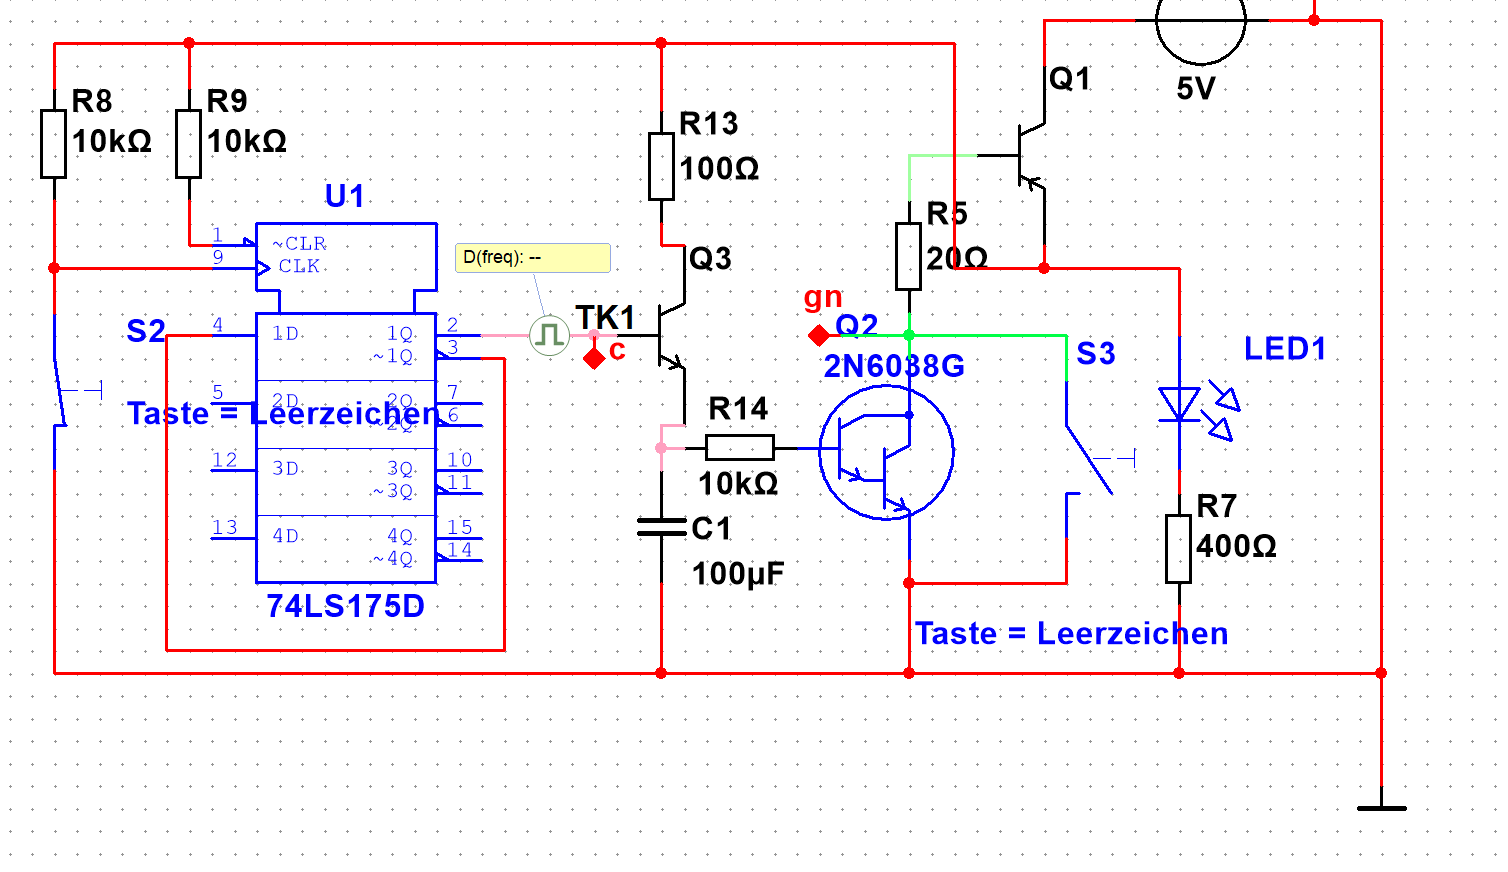 5V
Q1
R8
10kΩ
R9
10kΩ
R13
100Ω
U1
1
~CLR
9
CLK
D(freq): --
Q3
R5
20Ω
gn
TK1
c
Q2
2N6038G
S2
4
1D
1Q
2
~1Q
3
S3
LED1
5
2D
2Q
7
~2Q
6
Taste = Leerzeichen
R14
10kΩ
12
3D
3Q
10
~3Q
11
13
4D
4Q
15
~4Q
14
C1
100µF
R7
400Ω
74LS175D
Taste = Leerzeichen